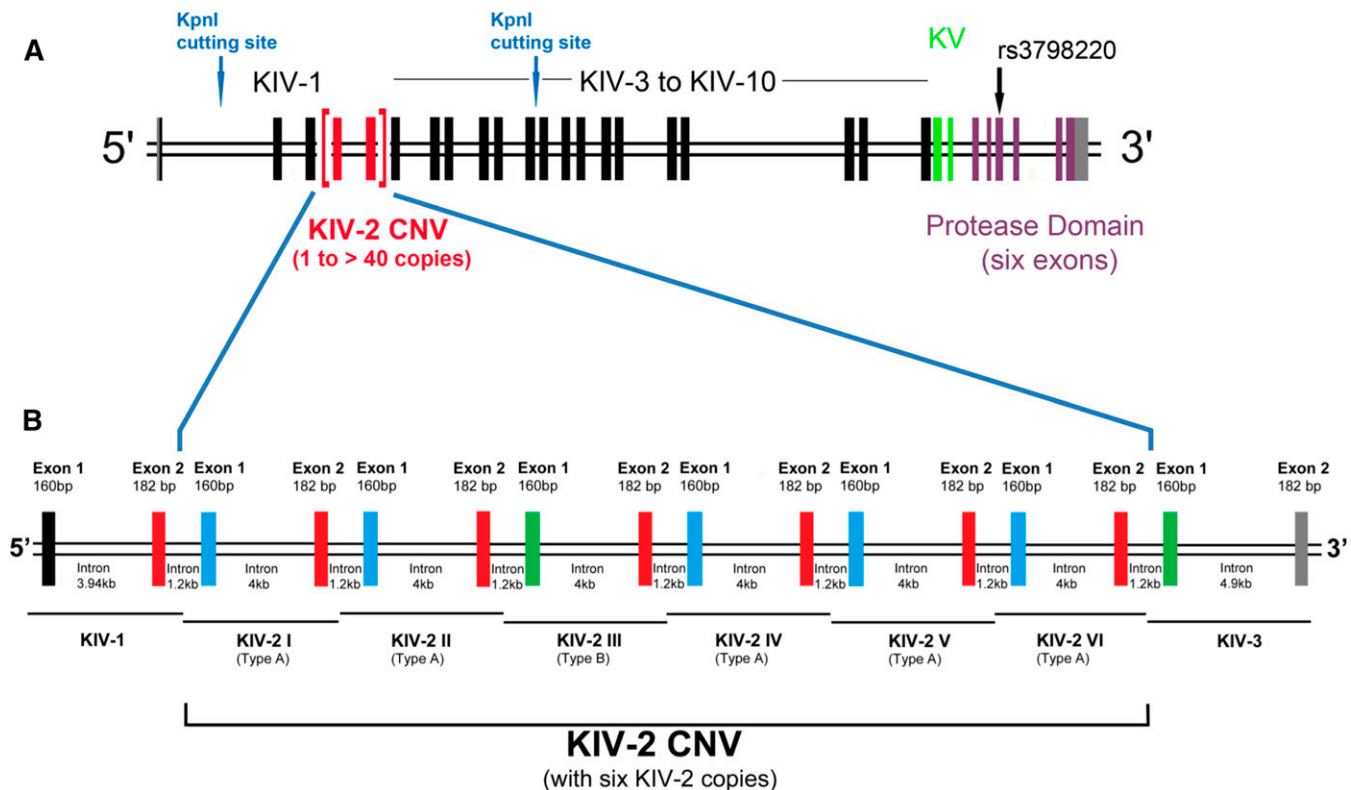 A
KpnI
cutting site
KpnI
cutting site
KV
rs3798220
KIV-1
KIV-3 to KIV-10
5'
3'
KIV-2 CNV
(1 to > 40 copies)
Protease Domain
(six exons)
B
Exon 1 Exon 2 Exon 1 Exon 2 Exon 1 Exon 2 Exon 1 Exon 2 Exon 1 Exon 2 Exon 1 Exon 2 Exon 1 Exon 2 Exon 1 Exon 2
160bp 182 bp 160bp 182 bp 160bp 182 bp 160bp 182 bp 160bp 182 bp 160bp 182 bp 160bp 182 bp 160bp 182 bp
5’ 3’
Intron Intron Intron Intron Intron Intron Intron Intron Intron Intron Intron Intron Intron Intron Intron
3.94kb 1.2kb 4kb 1.2kb 4kb 1.2kb 4kb 1.2kb 4kb 1.2kb 4kb 1.2kb 4kb 1.2kb 4.9kb
KIV-1 KIV-2 I KIV-2 II KIV-2 III KIV-2 IV KIV-2 V KIV-2 VI KIV-3
(Type A) (Type A) (Type B) (Type A) (Type A) (Type A)
KIV-2 CNV
(with six KIV-2 copies)